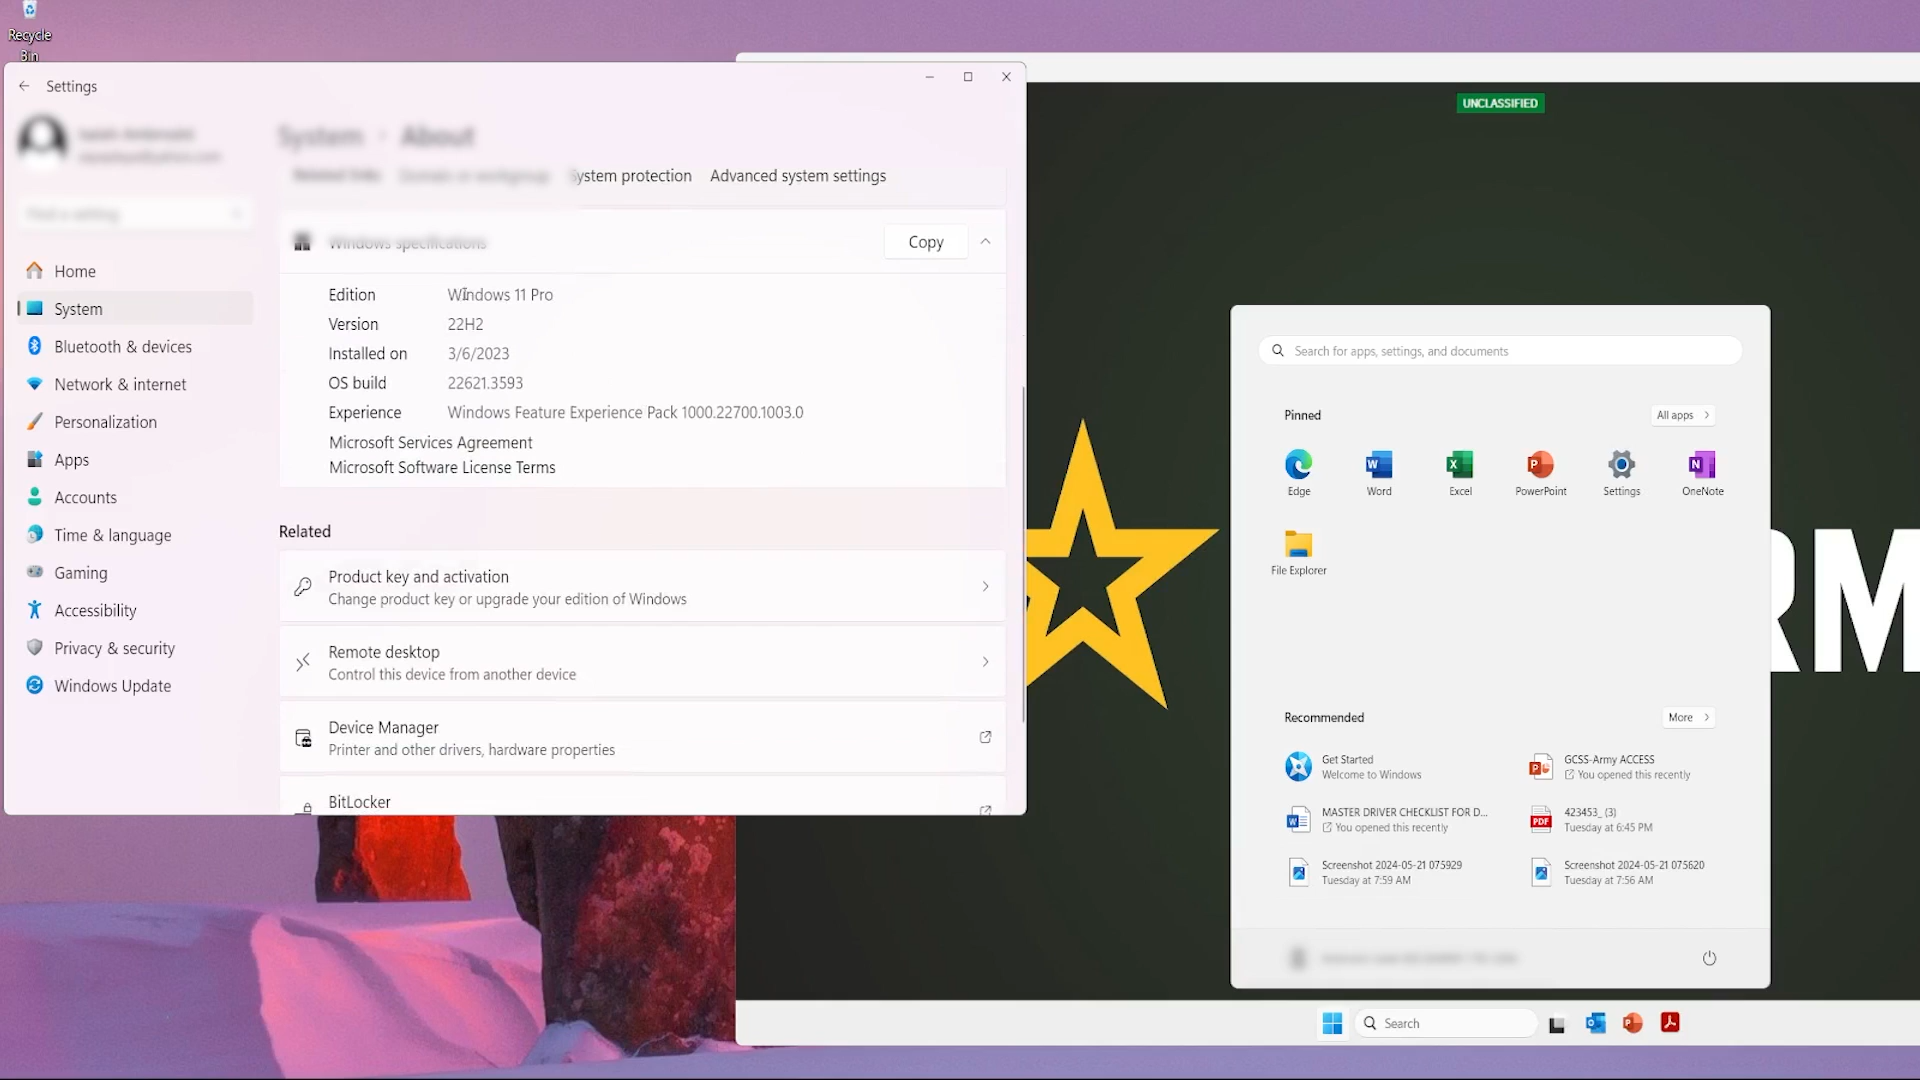 Recycle
Bin
Settings
System About
Related links Domain or workgroup System protection Advanced system settings
Find a setting
Windows specifications
Copy
Edition Windows 11 Pro
Version 22H2
Installed on 3/6/2023
OS build 22621.3593
Experience Windows Feature Experience Pack 1000.22700.1003.0
Microsoft Services Agreement
Microsoft Software License Terms
Home
System
Bluetooth & devices
Network & internet
Personalization
Apps
Accounts
Time & language
Gaming
Accessibility
Privacy & security
Windows Update
Related
Product key and activation
Change product key or upgrade your edition of Windows
Remote desktop
Control this device from another device
Device Manager
Printer and other drivers, hardware properties
BitLocker
UNCLASSIFIED
RM
Search for apps, settings, and documents
Pinned
All apps
Edge Word Excel PowerPoint Settings OneNote
File Explorer
Recommended
More
Get Started
Welcome to Windows
GCSS-Army ACCESS
You opened this recently
MASTER DRIVER CHECKLIST FOR D...
You opened this recently
423453_ (3)
Tuesday at 6:45 PM
Screenshot 2024-05-21 075929
Tuesday at 7:59 AM
Screenshot 2024-05-21 075620
Tuesday at 7:56 AM
Search